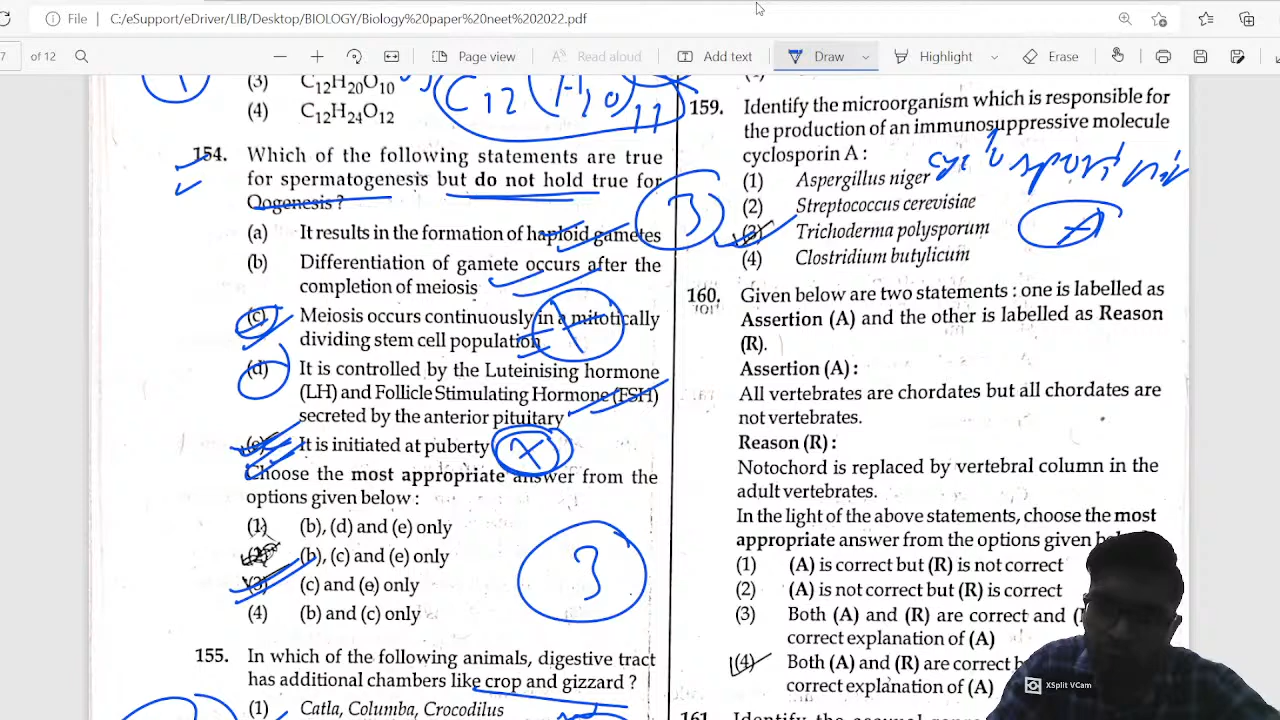 File
C:/eSupport/eDriver/LIB/Desktop/BIOLOGY/Biology%20paper%20neet%202022.pdf
7 of 12
Page view
Read aloud
Add text
Draw
Highlight
Erase
(3) C12H20O10
(4) C12H24O12
C12 (H2O)11
154. Which of the following statements are true
for spermatogenesis but do not hold true for
Oogenesis ?
(a) It results in the formation of haploid gametes
(b) Differentiation of gamete occurs after the
completion of meiosis
(c) Meiosis occurs continuously in a mitotically
dividing stem cell population
(d) It is controlled by the Luteinising hormone
(LH) and Follicle Stimulating Hormone (FSH)
secreted by the anterior pituitary
(e) It is initiated at puberty
Choose the most appropriate answer from the
options given below :
(1) (b), (d) and (e) only
(2) (b), (c) and (e) only
(3) (c) and (e) only
(4) (b) and (c) only
3
155. In which of the following animals, digestive tract
has additional chambers like crop and gizzard ?
(1) Catla, Columba, Crocodilus
159. Identify the microorganism which is responsible for
the production of an immunosuppressive molecule
cyclosporin A :
(1) Aspergillus niger
(2) Streptococcus cerevisiae
(3) Trichoderma polysporum
(4) Clostridium butylicum
3
A
160. Given below are two statements : one is labelled as
Assertion (A) and the other is labelled as Reason
(R).
Assertion (A) :
All vertebrates are chordates but all chordates are
not vertebrates.
Reason (R) :
Notochord is replaced by vertebral column in the
adult vertebrates.
In the light of the above statements, choose the most
appropriate answer from the options given
(1) (A) is correct but (R) is not correct
(2) (A) is not correct but (R) is correct
(3) Both (A) and (R) are correct and
correct explanation of (A)
(4) Both (A) and (R) are correct
correct explanation of (A)
XSplit VCam
161.